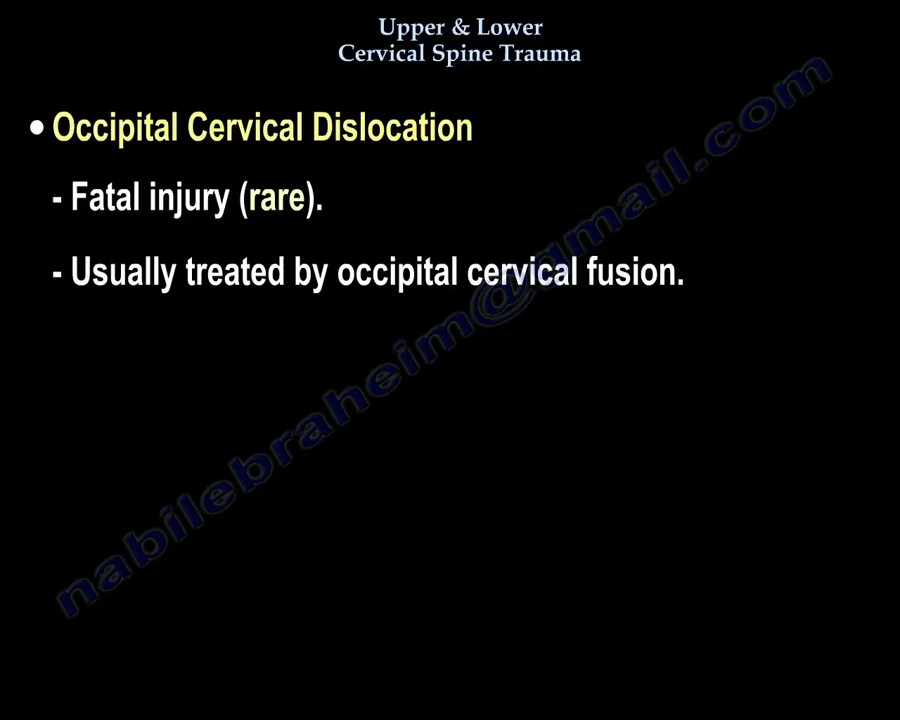 Upper & Lower
Cervical Spine Trauma
• Occipital Cervical Dislocation
- Fatal injury (rare).
- Usually treated by occipital cervical fusion.
nabilebraheim@gmail.com